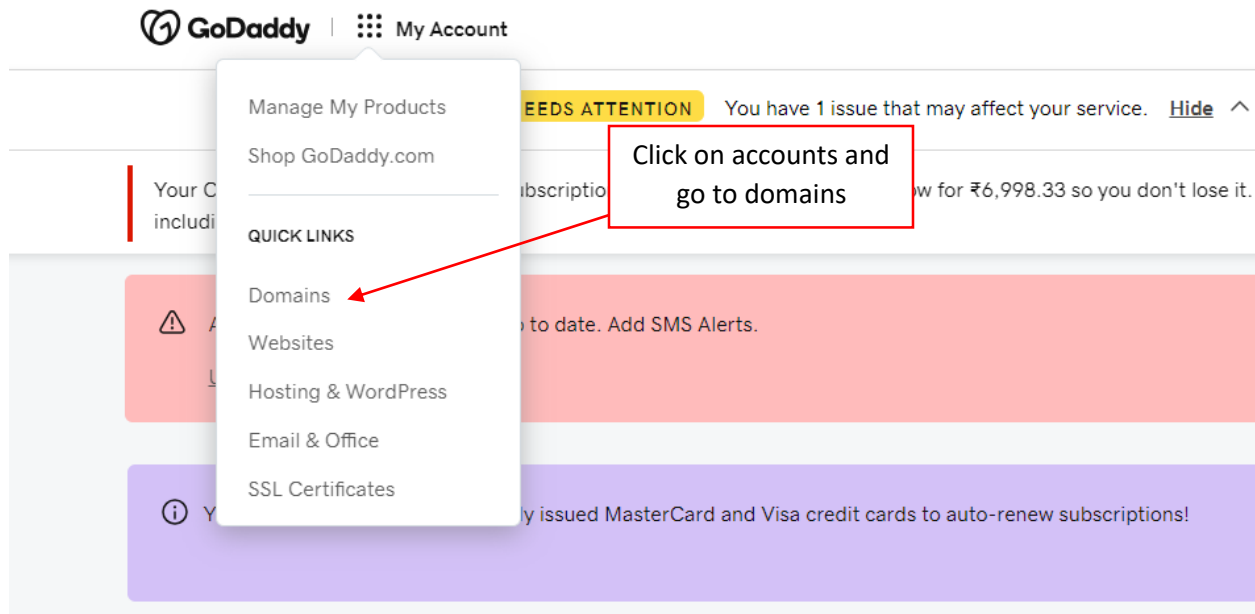 GoDaddy My Account
Manage My Products
EEDS ATTENTION You have 1 issue that may affect your service. Hide
Shop GoDaddy.com
Click on accounts and
go to domains
Your C ubscriptio w for ₹6,998.33 so you don't lose it.
includi
QUICK LINKS
Domains
to date. Add SMS Alerts.
Websites
Hosting & WordPress
Email & Office
SSL Certificates
y issued MasterCard and Visa credit cards to auto-renew subscriptions!